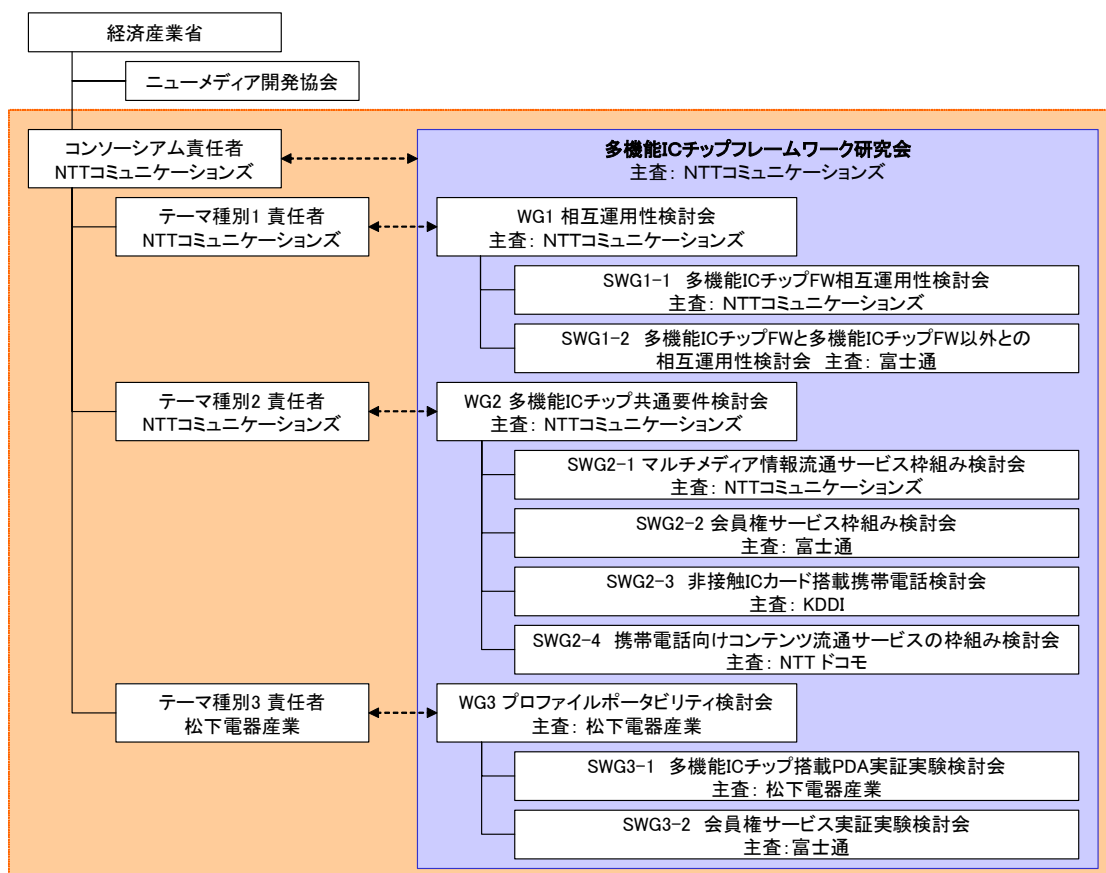 経済産業省
ニューメディア開発協会
コンソーシアム責任者
NTTコミュニケーションズ
多機能ICチップフレームワーク研究会
主査： NTTコミュニケーションズ
テーマ種別1 責任者
NTTコミュニケーションズ
WG1 相互運用性検討会
主査： NTTコミュニケーションズ
SWG1-1 多機能ICチップFW相互運用性検討会
主査： NTTコミュニケーションズ
SWG1-2 多機能ICチップFWと多機能ICチップFW以外との
相互運用性検討会 主査： 富士通
テーマ種別2 責任者
NTTコミュニケーションズ
WG2 多機能ICチップ共通要件検討会
主査： NTTコミュニケーションズ
SWG2-1 マルチメディア情報流通サービス枠組み検討会
主査： NTTコミュニケーションズ
SWG2-2 会員権サービス枠組み検討会
主査： 富士通
SWG2-3 非接触ICカード搭載携帯電話検討会
主査： KDDI
SWG2-4 携帯電話向けコンテンツ流通サービスの枠組み検討会
主査： NTTドコモ
テーマ種別3 責任者
松下電器産業
WG3 プロファイルポータビリティ検討会
主査： 松下電器産業
SWG3-1 多機能ICチップ搭載PDA実証実験検討会
主査： 松下電器産業
SWG3-2 会員権サービス実証実験検討会
主査： 富士通